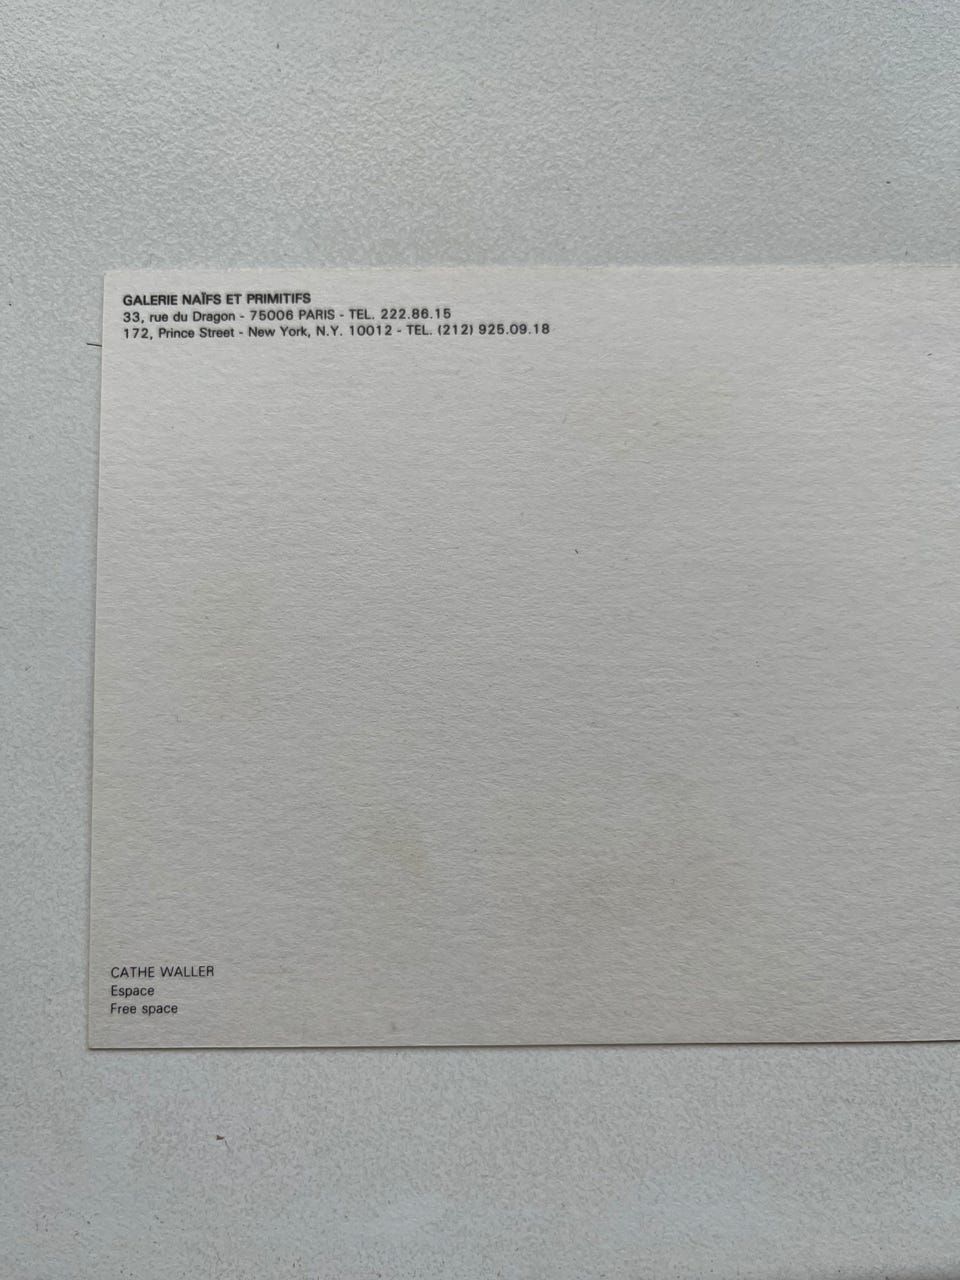 GALERIE NAÏFS ET PRIMITIFS
33, rue du Dragon - 75006 PARIS - TEL. 222.86.15
172, Prince Street - New York, N.Y. 10012 - TEL. (212) 925.09.18
CATHE WALLER
Espace
Free space